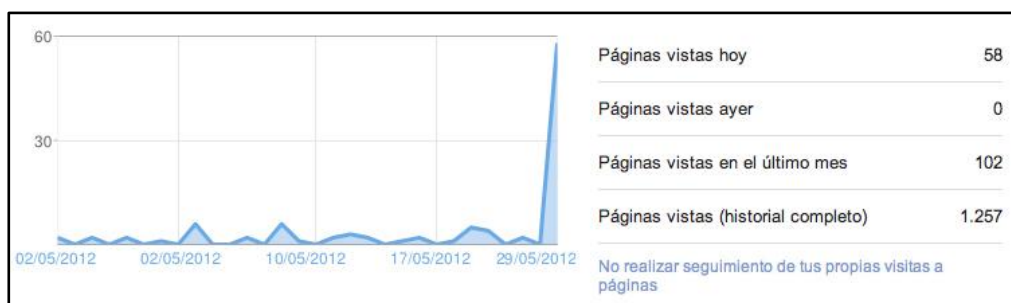 60
30
02/05/2012 02/05/2012 10/05/2012 17/05/2012 29/05/2012
Páginas vistas hoy 58
Páginas vistas ayer 0
Páginas vistas en el último mes 102
Páginas vistas (historial completo) 1.257
No realizar seguimiento de tus propias visitas a
páginas